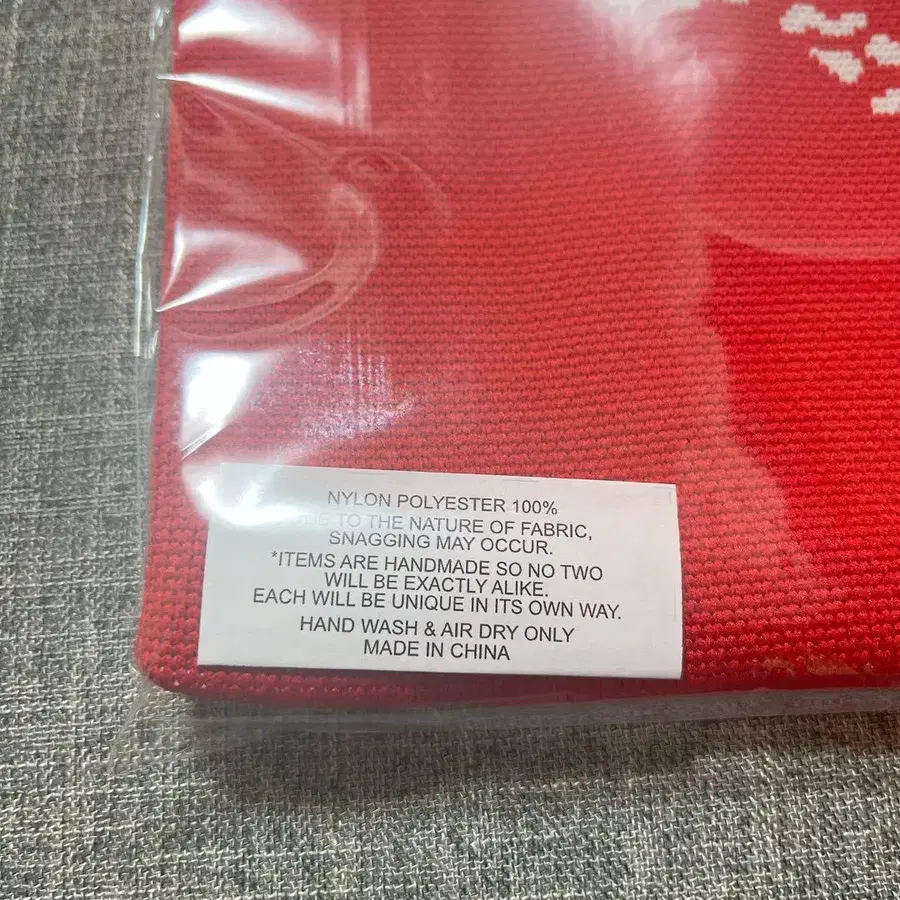 NYLON POLYESTER 100%
TO THE NATURE OF FABRIC,
SNAGGING MAY OCCUR.
*ITEMS ARE HANDMADE SO NO TWO
WILL BE EXACTLY ALIKE.
EACH WILL BE UNIQUE IN ITS OWN WAY.
HAND WASH & AIR DRY ONLY
MADE IN CHINA